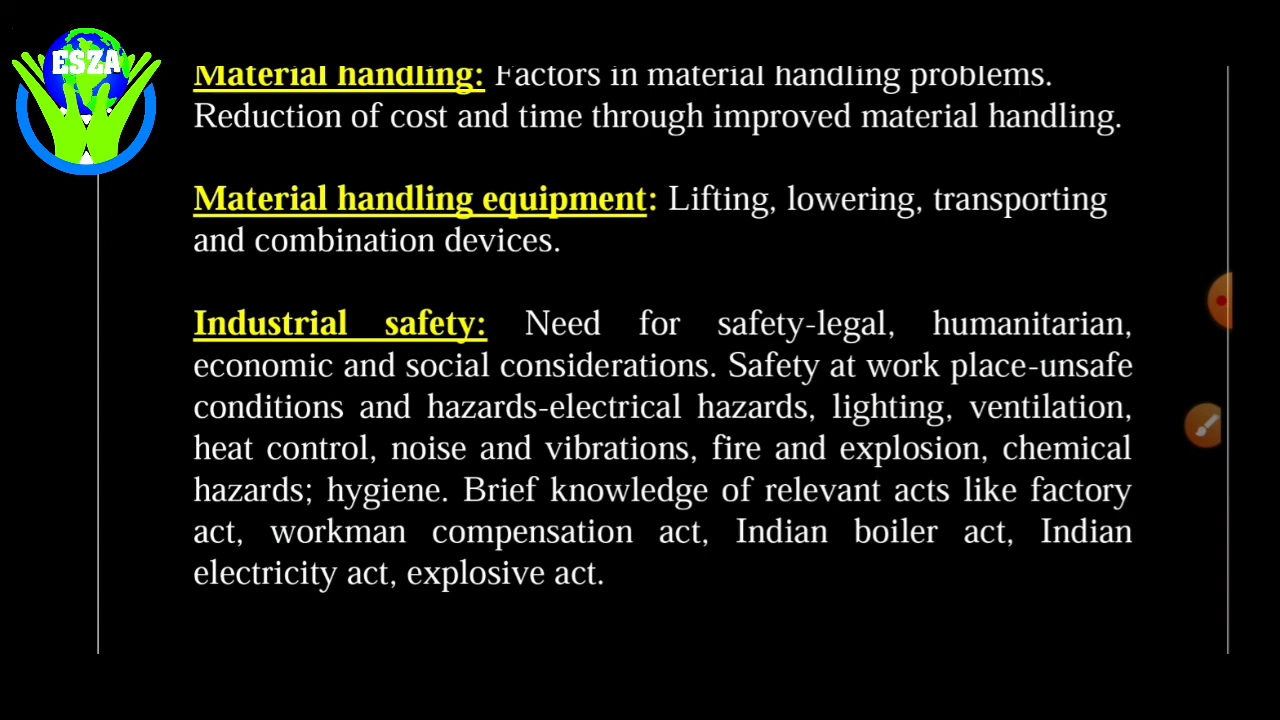 ESZA
Material handling: Factors in material handling problems.
Reduction of cost and time through improved material handling.
Material handling equipment: Lifting, lowering, transporting
and combination devices.
Industrial safety: Need for safety-legal, humanitarian,
economic and social considerations. Safety at work place-unsafe
conditions and hazards-electrical hazards, lighting, ventilation,
heat control, noise and vibrations, fire and explosion, chemical
hazards; hygiene. Brief knowledge of relevant acts like factory
act, workman compensation act, Indian boiler act, Indian
electricity act, explosive act.